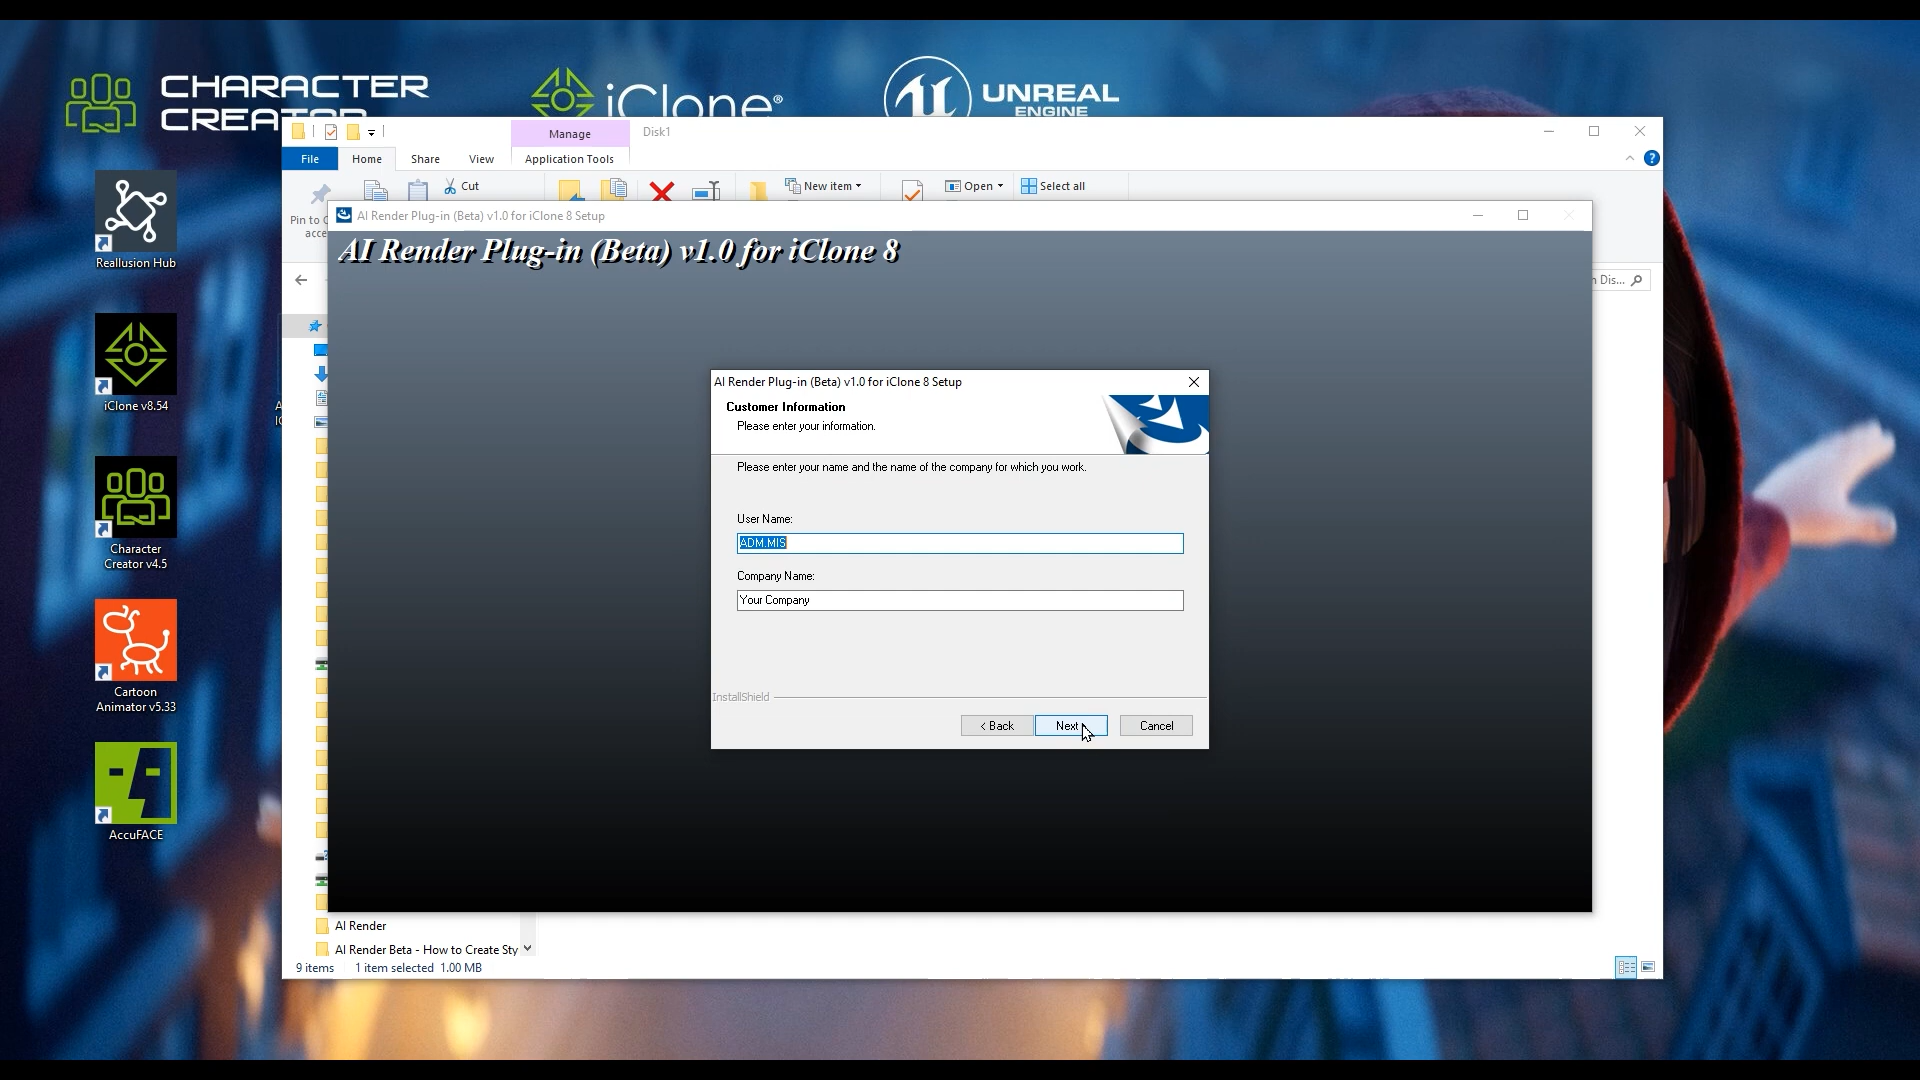 CHARACTER
CREATOR
iClone®
UNREAL
ENGINE
Manage
Disk1
File
Home
Share
View
Application Tools
Cut
New item
Open
Select all
Pin to
AI Render Plug-in (Beta) v1.0 for iClone 8 Setup
AI Render Plug-in (Beta) v1.0 for iClone 8
Dis...
Reallusion Hub
iClone v8.54
Character
Creator v4.5
Cartoon
Animator v5.33
AccuFACE
AI Render Plug-in (Beta) v1.0 for iClone 8 Setup
Customer Information
Please enter your information.
Please enter your name and the name of the company for which you work.
User Name:
ADM.MIS
Company Name:
Your Company
InstallShield
< Back
Next
Cancel
AI Render
AI Render Beta - How to Create Sty
9 items
1 item selected 1.00 MB